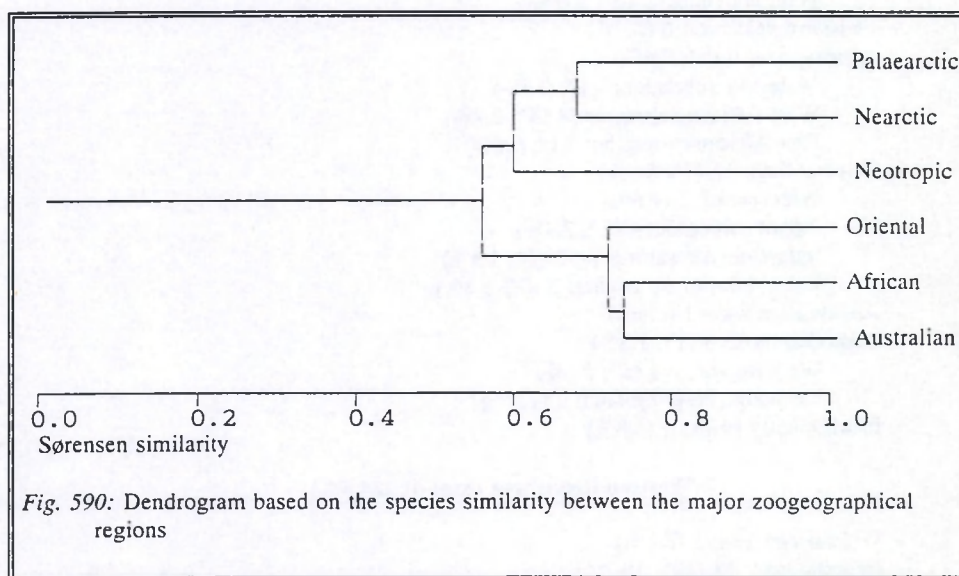 Palaearctic
Nearctic
Neotropic
Oriental
African
Australian
0.0 0.2 0.4 0.6 0.8 1.0
Sørensen similarity
Fig. 590: Dendrogram based on the species similarity between the major zoogeographical
regions